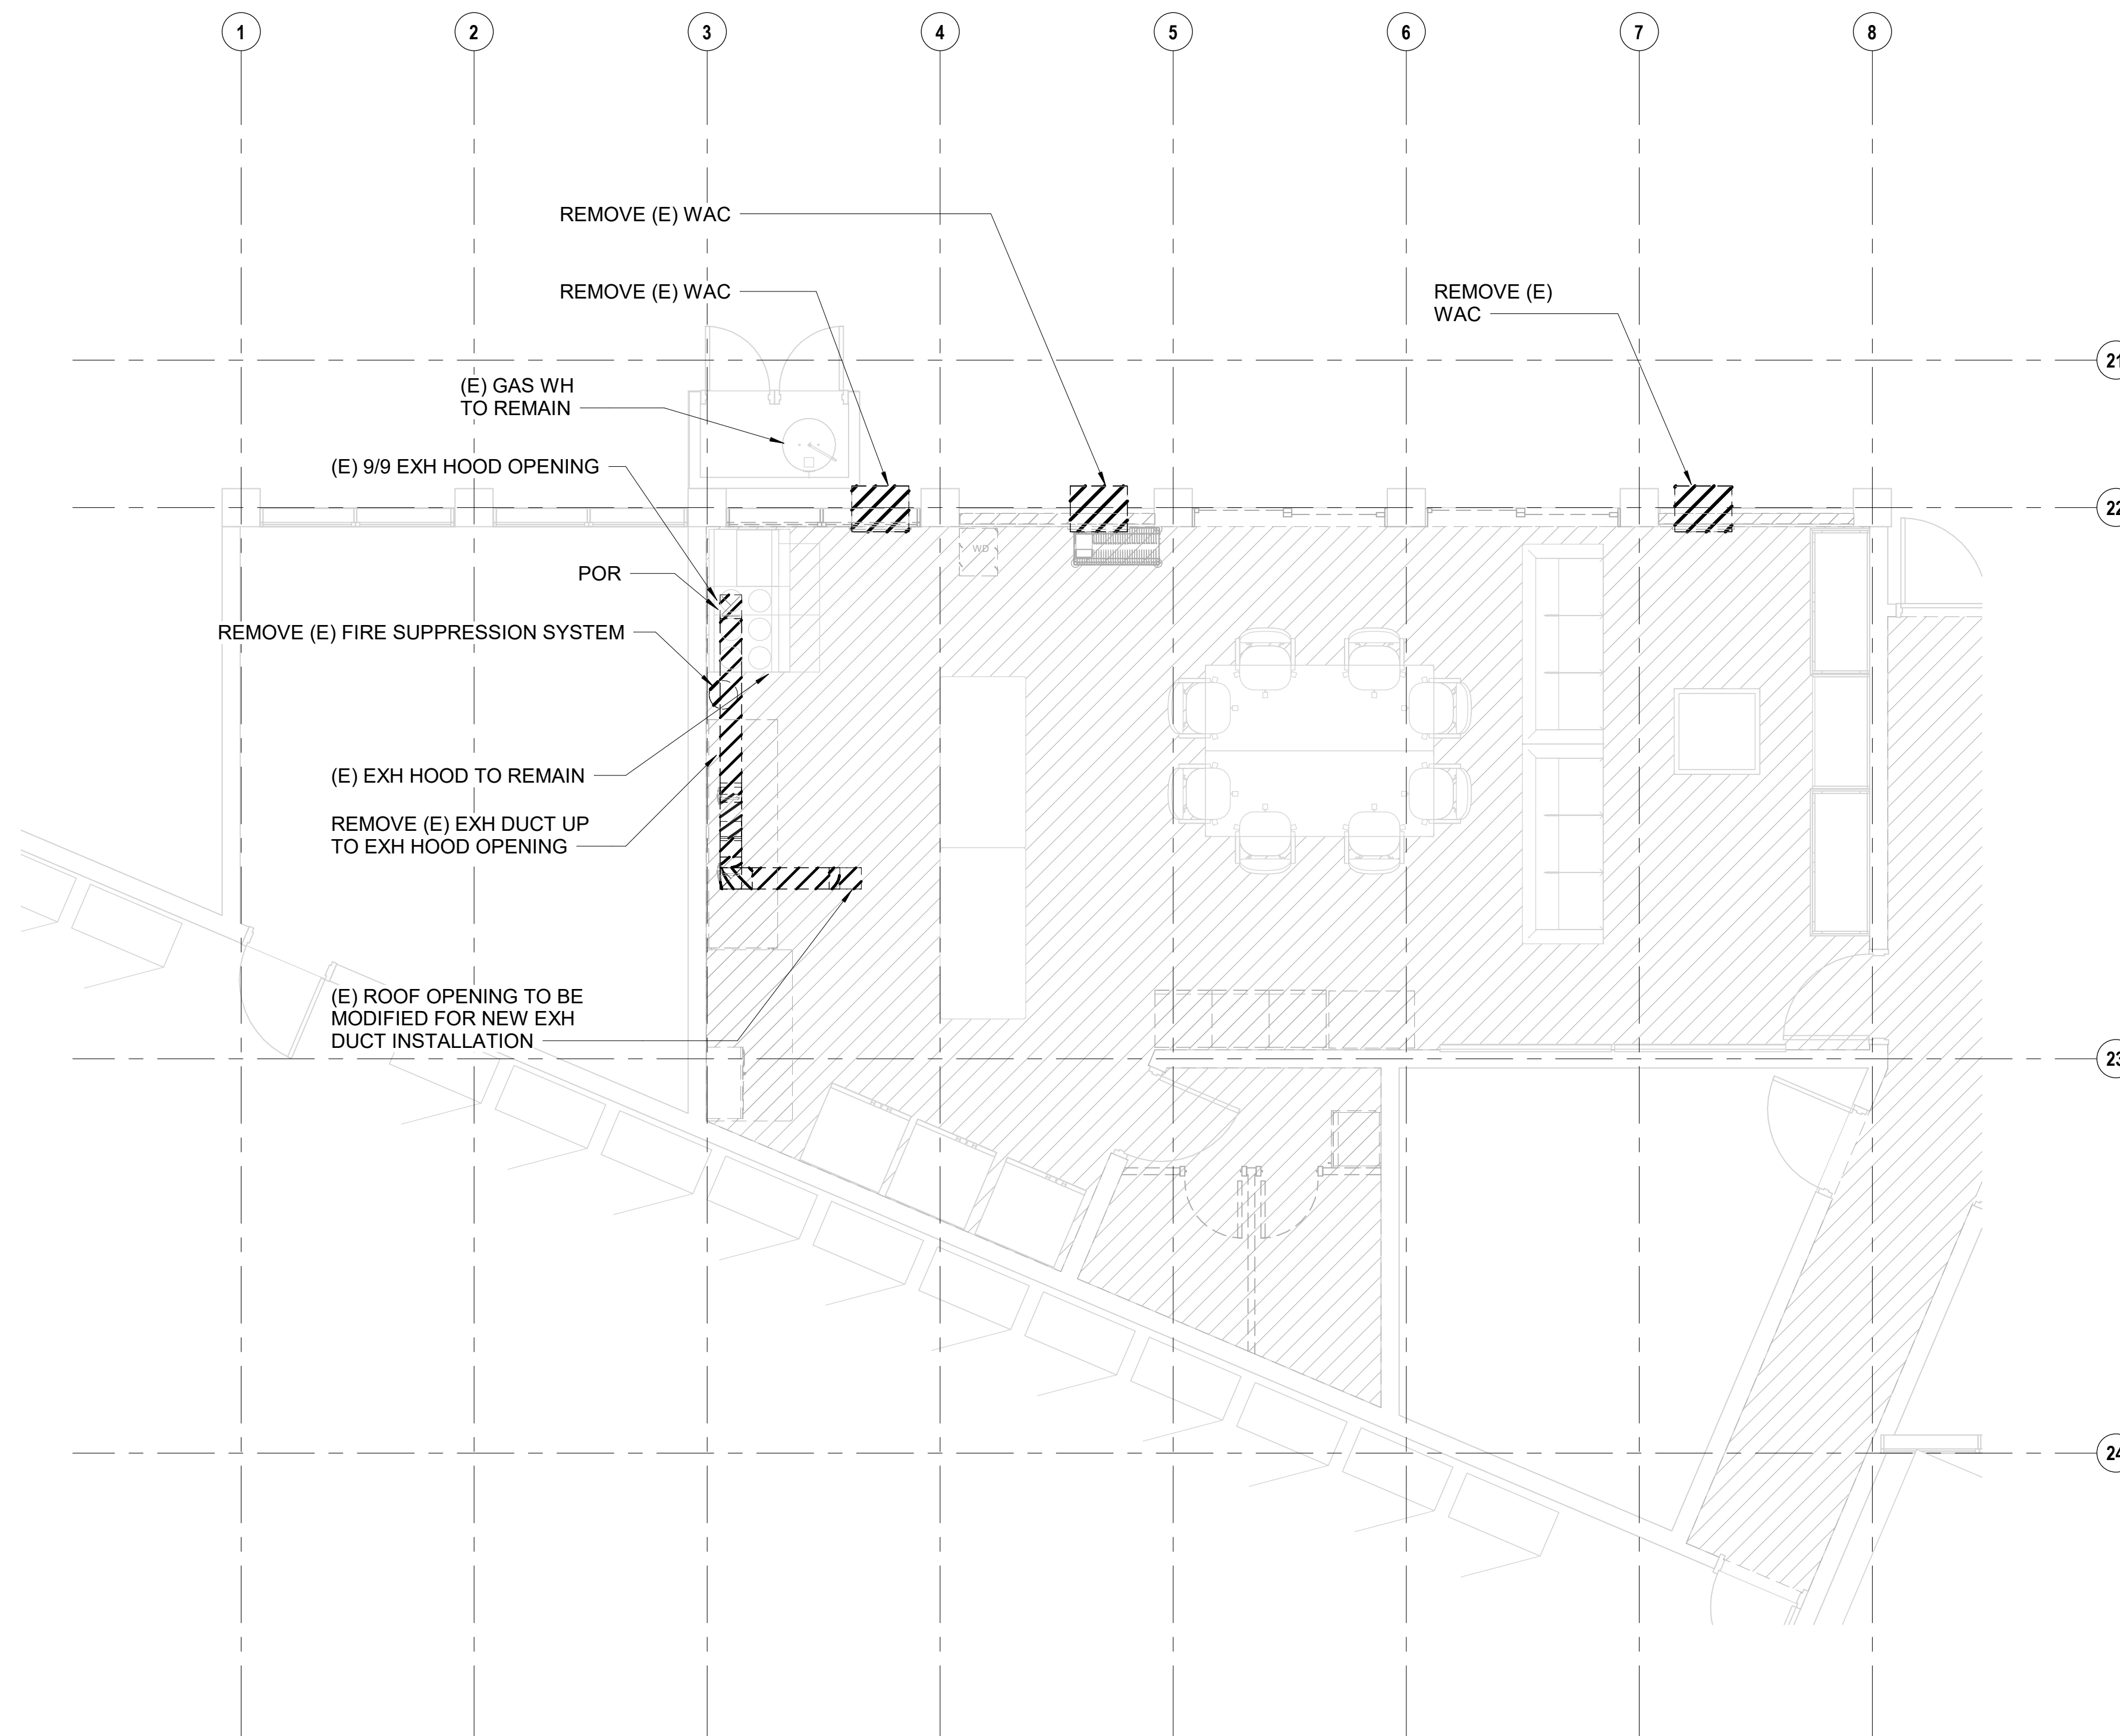 1
2
3
4
5
6
7
8
REMOVE (E) WAC
REMOVE (E) WAC
REMOVE (E)
WAC
21
(E) GAS WH
TO REMAIN
(E) 9/9 EXH HOOD OPENING
22
WD
POR
REMOVE (E) FIRE SUPPRESSION SYSTEM
(E) EXH HOOD TO REMAIN
REMOVE (E) EXH DUCT UP
TO EXH HOOD OPENING
(E) ROOF OPENING TO BE
MODIFIED FOR NEW EXH
DUCT INSTALLATION
23
24